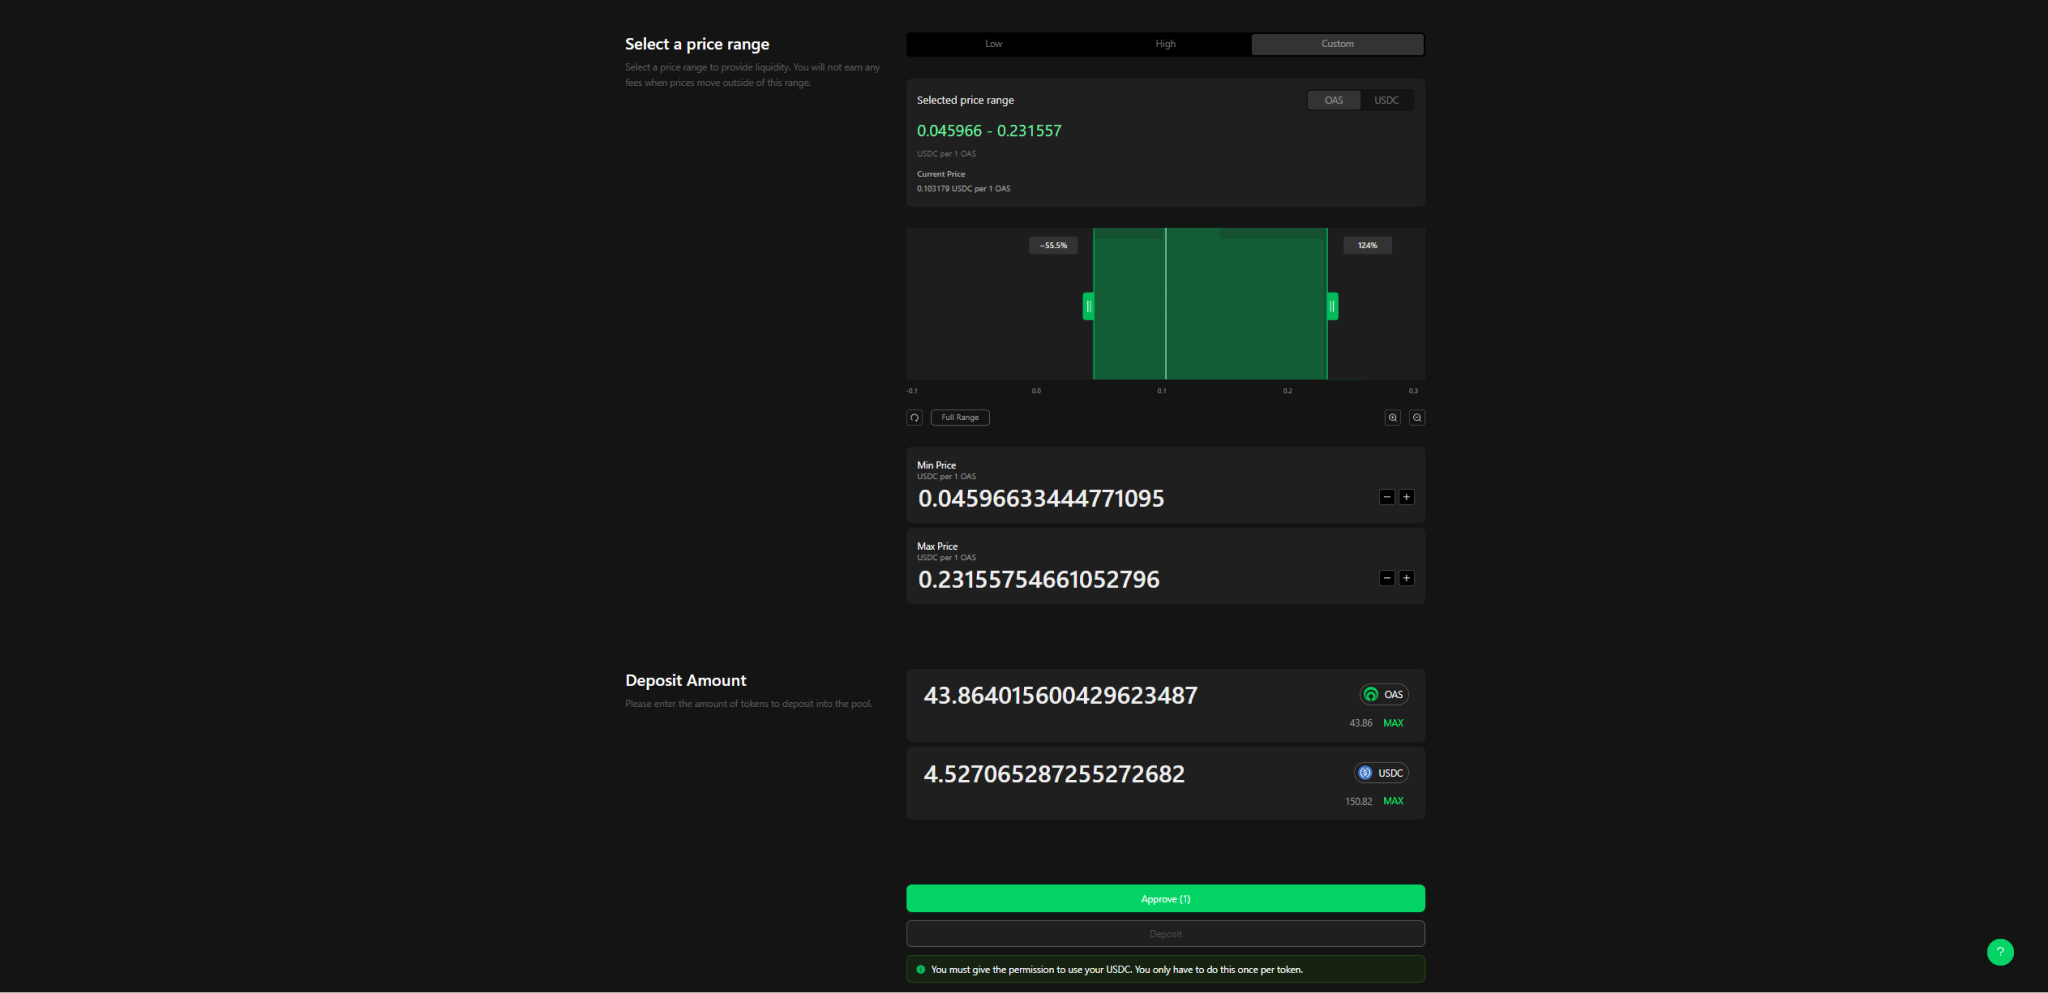 Select a price range
Select a price range to provide liquidity. You will not earn any
fees when prices move outside of this range.
Low
High
Custom
Selected price range
OAS
USDC
0.045966 - 0.231557
USDC per 1 OAS
Current Price
0.103179 USDC per 1 OAS
-55.5%
124%
-0.1
0.0
0.1
0.2
0.3
Full Range
Min Price
USDC per 1 OAS
0.04596633444771095
Max Price
USDC per 1 OAS
0.23155754661052796
Deposit Amount
Please enter the amount of tokens to deposit into the pool.
43.864015600429623487
OAS
43.86 MAX
4.527065287255272682
USDC
150.82 MAX
Approve (1)
Deposit
You must give the permission to use your USDC. You only have to do this once per token.
?